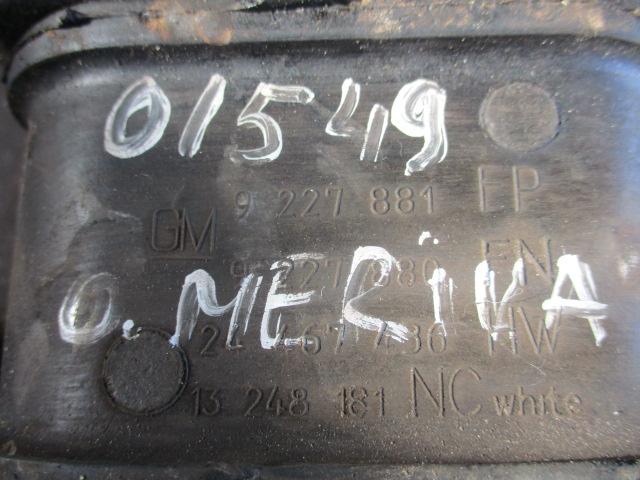 01549
9 227 881 FP
GM
9 227 880 FN
O. MERiVA
24 467 436 HW
13 248 181 NC white